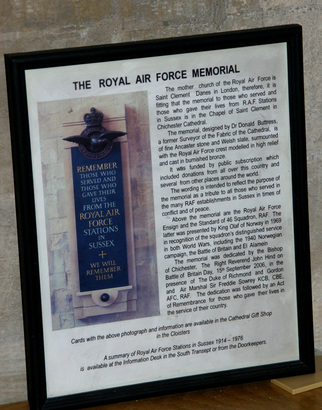 THE ROYAL AIR FORCE MEMORIAL
The mother church of the Royal Air Force is
Saint Clement Danes in London, therefore, it is
fitting that the memorial to those who served and
those who gave their lives from R.A.F. Stations
in Sussex is in the Chapel of Saint Clement in
Chichester Cathedral.
The memorial, designed by Dr Donald Buttress,
a former Surveyor of the Fabric of the Cathedral, is
of fine Ancaster stone and Welsh slate, surmounted
with the Royal Air Force crest modelled in high relief
and cast in burnished bronze.
It was funded by public subscription which
included donations from all over this country and
several from other places around the world.
The wording is intended to reflect the purpose of
the memorial as a tribute to all those who served in
the many RAF establishments in Sussex in times of
conflict and of peace.
Above the memorial are the Royal Air Force
Ensign and the Standard of 46 Squadron, RAF. The
latter was presented by King Olaf of Norway in 1969
in recognition of the squadron's distinguished service
in both World Wars, including the 1940 Norwegian
campaign, the Battle of Britain and El Alamein.
The memorial was dedicated by the Bishop
of Chichester, The Right Reverend John Hind on
Battle of Britain Day, 15th September 2006, in the
presence of The Duke of Richmond and Gordon
and Air Marshal Sir Freddie Sowrey KCB, CBE,
AFC, RAF. The dedication was followed by an Act
of Remembrance for those who gave their lives in
the service of their country.
REMEMBER
THOSE WHO
SERVED AND
THOSE WHO
GAVE THEIR
LIVES
FROM THE
ROYAL AIR
FORCE
STATIONS
IN
SUSSEX
WE WILL
REMEMBER
THEM
Cards with the above photograph and information are available in the Cathedral Gift Shop
in the Cloisters
A summary of Royal Air Force Stations in Sussex 1914 – 1976
is available at the Information Desk in the South Transept or from the Doorkeepers.